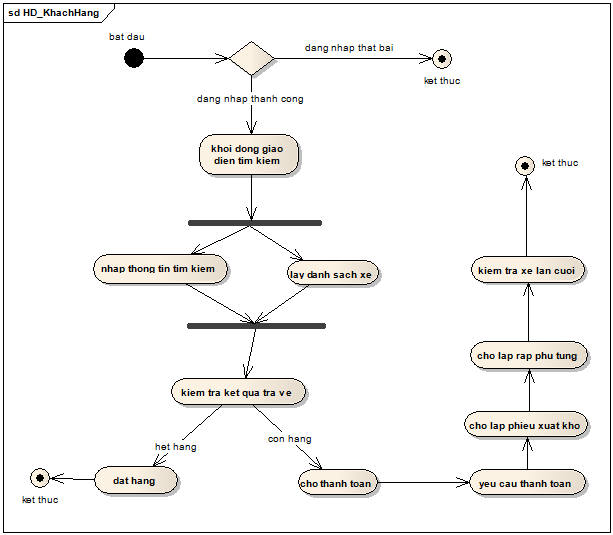 sd HD_KhachHang
bat dau
dang nhap that bai
ket thuc
dang nhap thanh cong
khoi dong giao
dien tim kiem
ket thuc
nhap thong tin tim kiem
lay danh sach xe
kiem tra xe lan cuoi
cho lap rap phu tung
kiem tra ket qua tra ve
cho lap phieu xuat kho
het hang
con hang
dat hang
cho thanh toan
yeu cau thanh toan
ket thuc